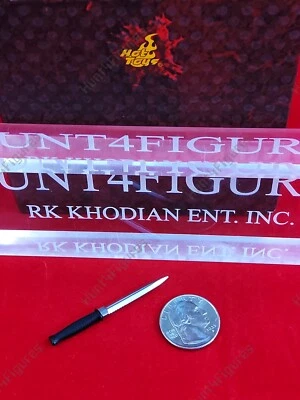 Hot Toys
UNT4FIGUR
UNT4FIGUR
RK KHODIAN ENT. INC.